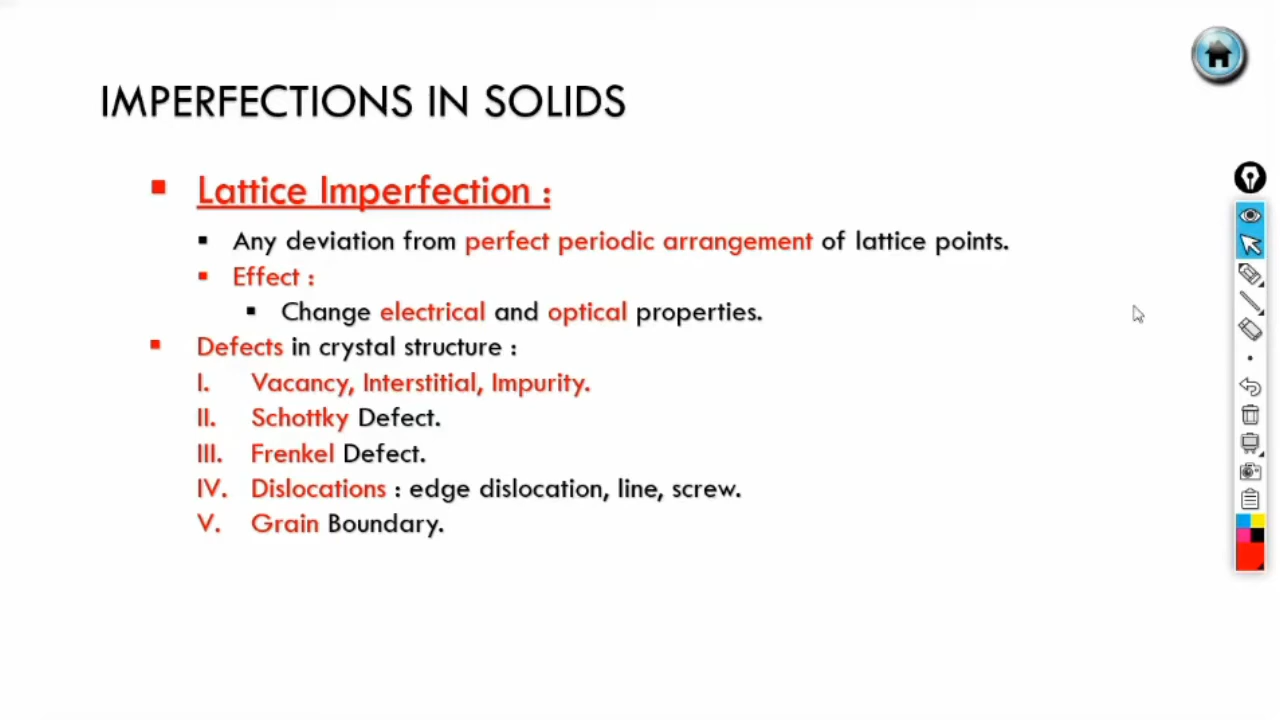 IMPERFECTIONS IN SOLIDS
▪ Lattice Imperfection :
▪ Any deviation from perfect periodic arrangement of lattice points.
▪ Effect :
▪ Change electrical and optical properties.
▪ Defects in crystal structure :
I. Vacancy, Interstitial, Impurity.
II. Schottky Defect.
III. Frenkel Defect.
IV. Dislocations : edge dislocation, line, screw.
V. Grain Boundary.